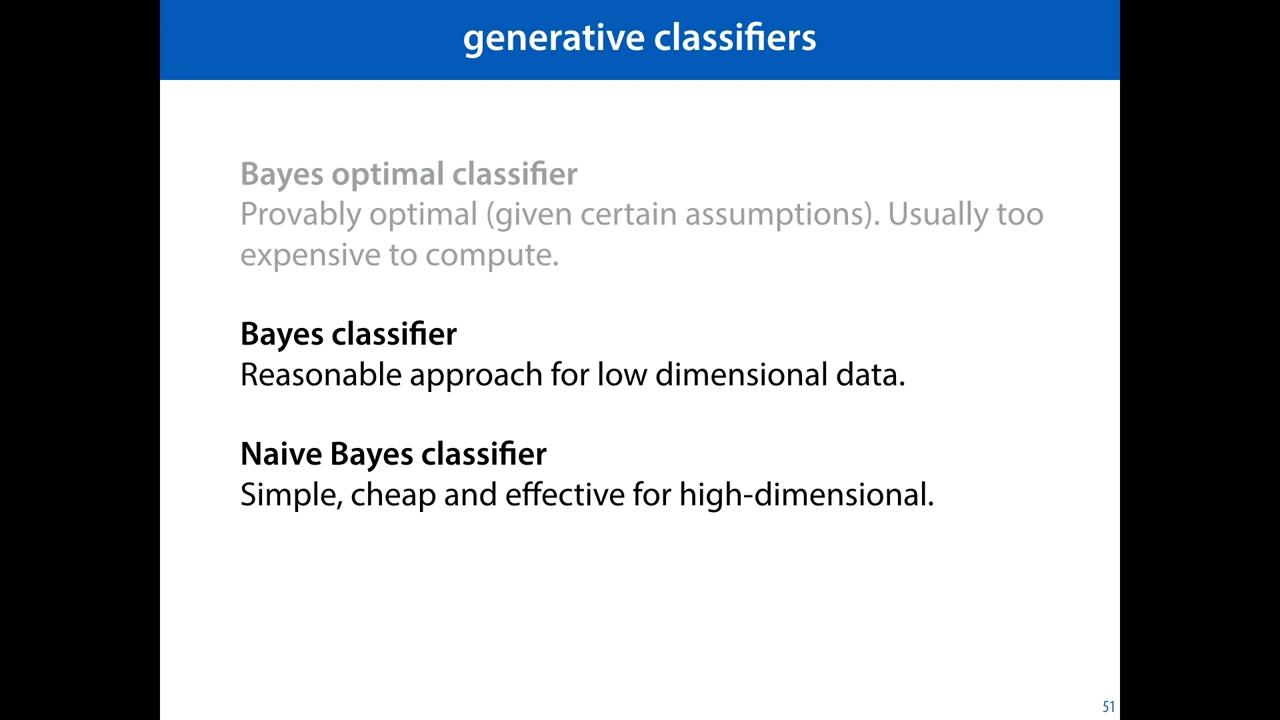 generative classifiers
Bayes optimal classifier
Provably optimal (given certain assumptions). Usually too
expensive to compute.
Bayes classifier
Reasonable approach for low dimensional data.
Naive Bayes classifier
Simple, cheap and effective for high-dimensional.
51